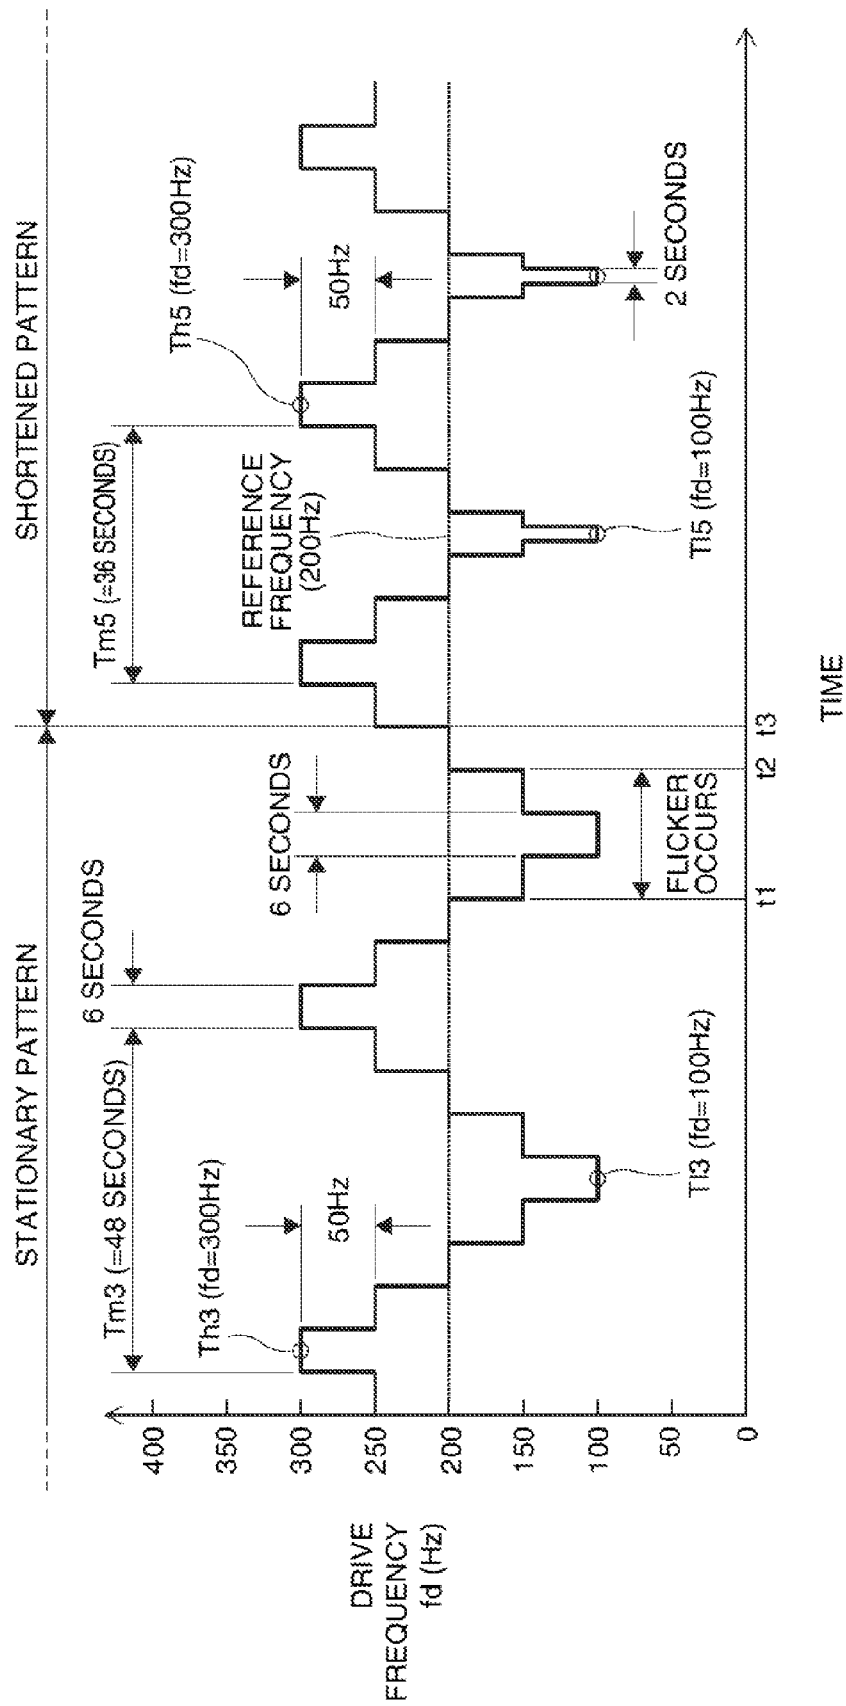 STATIONARY PATTERN
SHORTENED PATTERN
Tm3 (=48 SECONDS)
6 SECONDS
Tm5 (=36 SECONDS)
Th3 (fd=300Hz)
Th5 (fd=300Hz)
50Hz
6 SECONDS
REFERENCE
FREQUENCY
(200Hz)
50Hz
DRIVE
FREQUENCY
fd (Hz)
400
350
300
250
200
150
100
0
Tl3 (fd=100Hz)
FLICKER
OCCURS
Tl5 (fd=100Hz)
2 SECONDS
t1
t2
t3
TIME